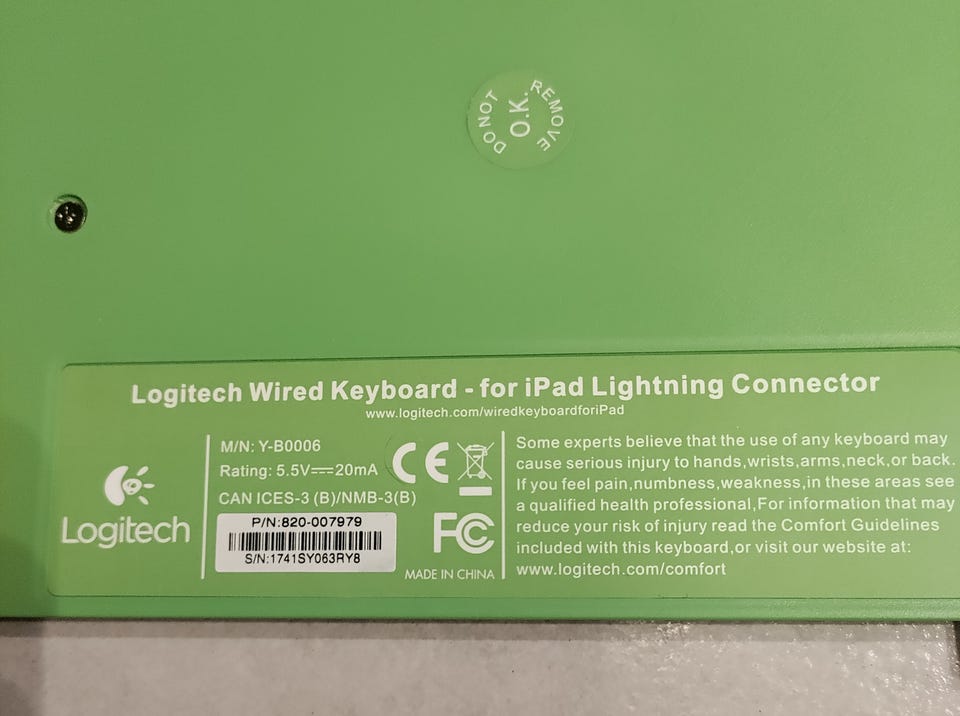 DO NOT REMOVE
O.K.
Logitech Wired Keyboard - for iPad Lightning Connector
www.logitech.com/wiredkeyboardforiPad
Logitech
M/N: Y-B0006
Rating: 5.5V⎓20mA
CAN ICES-3 (B)/NMB-3(B)
P/N:820-007979
S/N:1741SY063RY8
CE
FC
MADE IN CHINA
Some experts believe that the use of any keyboard may
cause serious injury to hands,wrists,arms,neck,or back.
If you feel pain,numbness,weakness,in these areas see
a qualified health professional,For information that may
reduce your risk of injury read the Comfort Guidelines
included with this keyboard,or visit our website at:
www.logitech.com/comfort